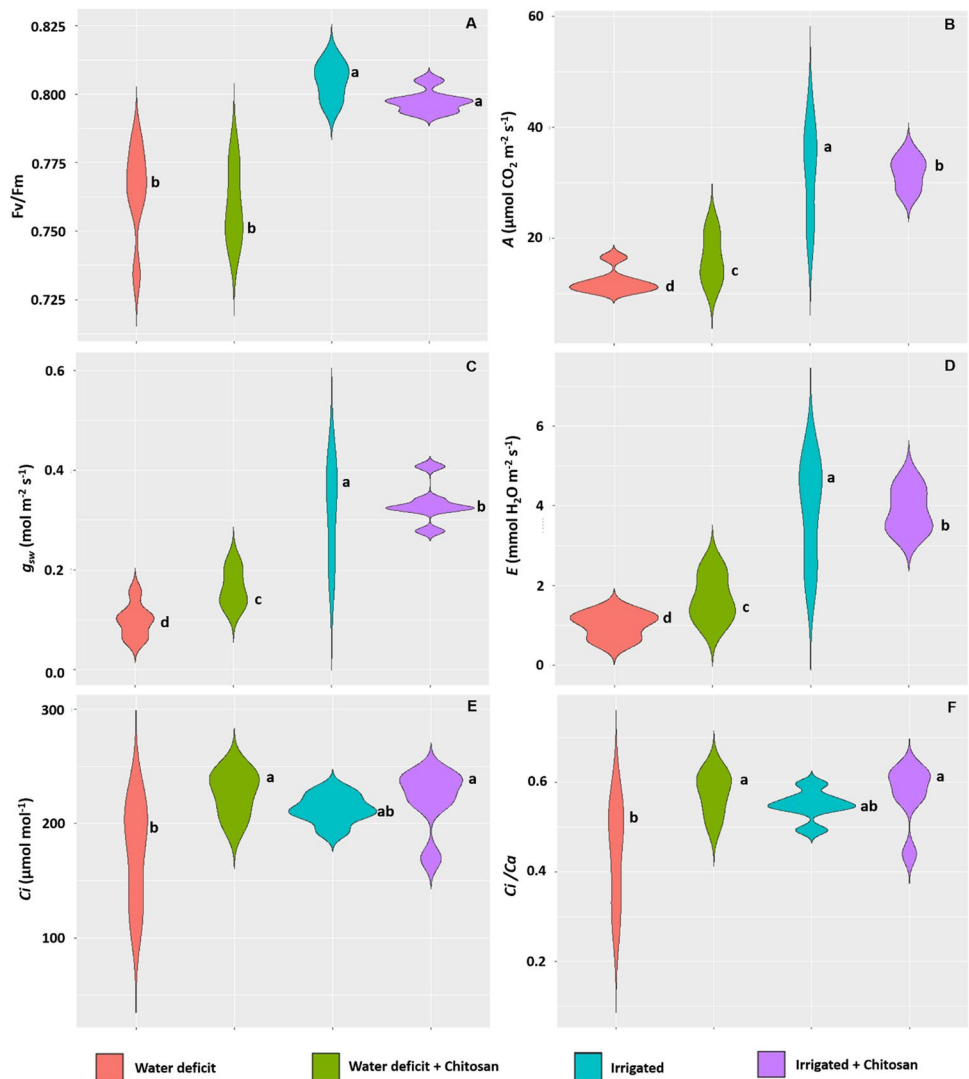 A
0.825
0.800
0.775
0.750
0.725
Fv/Fm
b
b
a
a
B
60
40
20
A (µmol CO₂ m⁻² s⁻¹)
d
c
a
b
C
0.6
0.4
0.2
0.0
gsw (mol m⁻² s⁻¹)
d
c
a
b
D
6
4
2
0
E (mmol H₂O m⁻² s⁻¹)
d
c
a
b
E
300
200
100
Ci (µmol mol⁻¹)
b
a
ab
a
F
0.6
0.4
0.2
Ci /Ca
b
a
ab
a
Water deficit
Water deficit + Chitosan
Irrigated
Irrigated + Chitosan